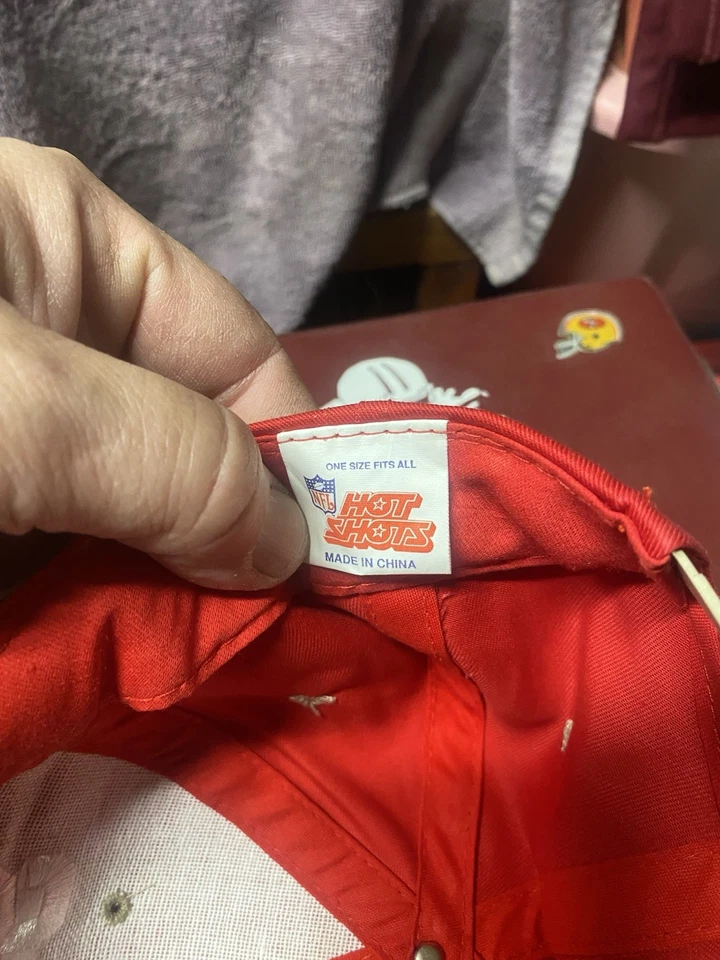 ONE SIZE FITS ALL
NFL
HOT
SHOTS
MADE IN CHINA